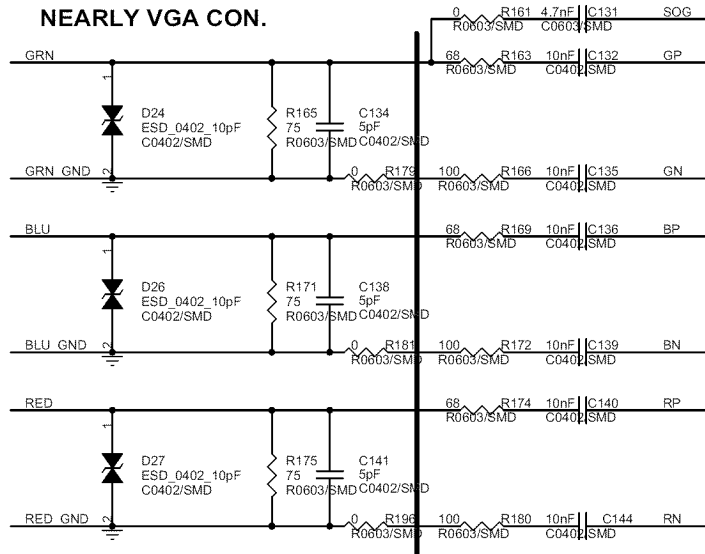 NEARLY VGA CON.
0 R161 4.7nF C131 SOG
R0603/SMD C0603/SMD
GRN 68 R163 10nF C132 GP
R0603/SMD C0402/SMD
1
D24 R165 C134
ESD_0402_10pF 75 5pF
C0402/SMD R0603/SMD C0402/SMD
GRN GND 2 0 R179 100 R166 10nF C135 GN
R0603/SMD R0603/SMD C0402/SMD
BLU 68 R169 10nF C136 BP
R0603/SMD C0402/SMD
1
D26 R171 C138
ESD_0402_10pF 75 5pF
C0402/SMD R0603/SMD C0402/SMD
BLU GND 2 0 R181 100 R172 10nF C139 BN
R0603/SMD R0603/SMD C0402/SMD
RED 68 R174 10nF C140 RP
R0603/SMD C0402/SMD
1
D27 R175 C141
ESD_0402_10pF 75 5pF
C0402/SMD R0603/SMD C0402/SMD
RED GND 2 0 R196 100 R180 10nF C144 RN
R0603/SMD R0603/SMD C0402/SMD